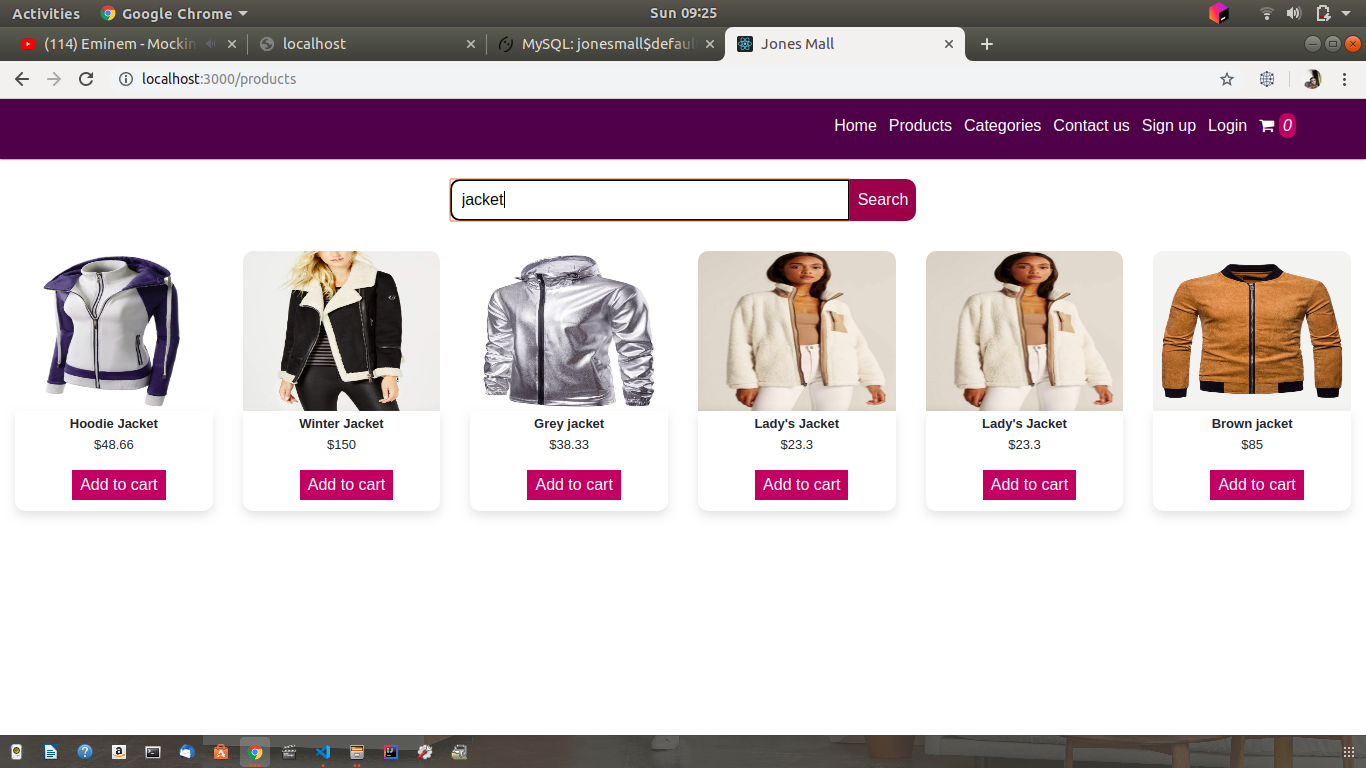 Activities Google Chrome Sun 09:25
(114) Eminem - Mockin localhost MySQL: jonesmall$defaul Jones Mall
localhost:3000/products
Home Products Categories Contact us Sign up Login 0
jacket Search
Hoodie Jacket Winter Jacket Grey jacket Lady's Jacket Lady's Jacket Brown jacket
$48.66 $150 $38.33 $23.3 $23.3 $85
Add to cart Add to cart Add to cart Add to cart Add to cart Add to cart